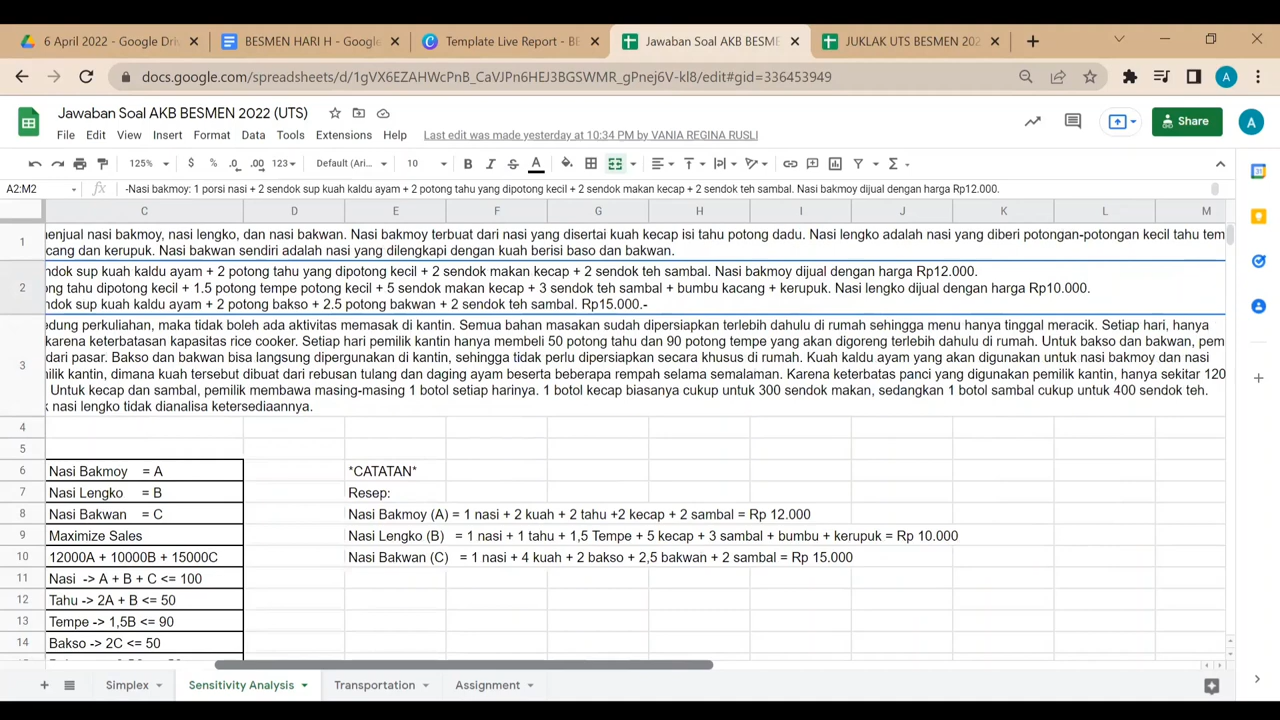 6 April 2022 - Google Dri
BESMEN HARI H - Google
Template Live Report - BE
Jawaban Soal AKB BESME
JUKLAK UTS BESMEN 202
docs.google.com/spreadsheets/d/1gVX6EZAHWcPnB_CaVJPn6HEJ3BGSWMR_gPnej6V-kI8/edit#gid=336453949
A
Jawaban Soal AKB BESMEN 2022 (UTS)
File Edit View Insert Format Data Tools Extensions Help Last edit was made yesterday at 10:34 PM by VANIA REGINA RUSLI
Share
A
125% $ % .0 .00 123 Default (Ari... 10 B I S A
A2:M2 fx -Nasi bakmoy: 1 porsi nasi + 2 sendok sup kuah kaldu ayam + 2 potong tahu yang dipotong kecil + 2 sendok makan kecap + 2 sendok teh sambal. Nasi bakmoy dijual dengan harga Rp12.000.
C D E F G H I J K L M
1
enjual nasi bakmoy, nasi lengko, dan nasi bakwan. Nasi bakmoy terbuat dari nasi yang disertai kuah kecap isi tahu potong dadu. Nasi lengko adalah nasi yang diberi potongan-potongan kecil tahu tem
cang dan kerupuk. Nasi bakwan sendiri adalah nasi yang dilengkapi dengan kuah berisi baso dan bakwan.
2
ndok sup kuah kaldu ayam + 2 potong tahu yang dipotong kecil + 2 sendok makan kecap + 2 sendok teh sambal. Nasi bakmoy dijual dengan harga Rp12.000.
ng tahu dipotong kecil + 1.5 potong tempe potong kecil + 5 sendok makan kecap + 3 sendok teh sambal + bumbu kacang + kerupuk. Nasi lengko dijual dengan harga Rp10.000.
ndok sup kuah kaldu ayam + 2 potong bakso + 2.5 potong bakwan + 2 sendok teh sambal. Rp15.000.-
3
edung perkuliahan, maka tidak boleh ada aktivitas memasak di kantin. Semua bahan masakan sudah dipersiapkan terlebih dahulu di rumah sehingga menu hanya tinggal meracik. Setiap hari, hanya
karena keterbatasan kapasitas rice cooker. Setiap hari pemilik kantin hanya membeli 50 potong tahu dan 90 potong tempe yang akan digoreng terlebih dahulu di rumah. Untuk bakso dan bakwan, pem
dari pasar. Bakso dan bakwan bisa langsung dipergunakan di kantin, sehingga tidak perlu dipersiapkan secara khusus di rumah. Kuah kaldu ayam yang akan digunakan untuk nasi bakmoy dan nasi
ilik kantin, dimana kuah tersebut dibuat dari rebusan tulang dan daging ayam beserta beberapa rempah selama semalaman. Karena keterbatas panci yang digunakan pemilik kantin, hanya sekitar 120
Untuk kecap dan sambal, pemilik membawa masing-masing 1 botol setiap harinya. 1 botol kecap biasanya cukup untuk 300 sendok makan, sedangkan 1 botol sambal cukup untuk 400 sendok teh.
k nasi lengko tidak dianalisa ketersediaannya.
4
5
6 Nasi Bakmoy = A *CATATAN*
7 Nasi Lengko = B Resep:
8 Nasi Bakwan = C Nasi Bakmoy (A) = 1 nasi + 2 kuah + 2 tahu +2 kecap + 2 sambal = Rp 12.000
9 Maximize Sales Nasi Lengko (B) = 1 nasi + 1 tahu + 1,5 Tempe + 5 kecap + 3 sambal + bumbu + kerupuk = Rp 10.000
10 12000A + 10000B + 15000C Nasi Bakwan (C) = 1 nasi + 4 kuah + 2 bakso + 2,5 bakwan + 2 sambal = Rp 15.000
11 Nasi -> A + B + C <= 100
12 Tahu -> 2A + B <= 50
13 Tempe -> 1,5B <= 90
14 Bakso -> 2C <= 50
Simplex Sensitivity Analysis Transportation Assignment